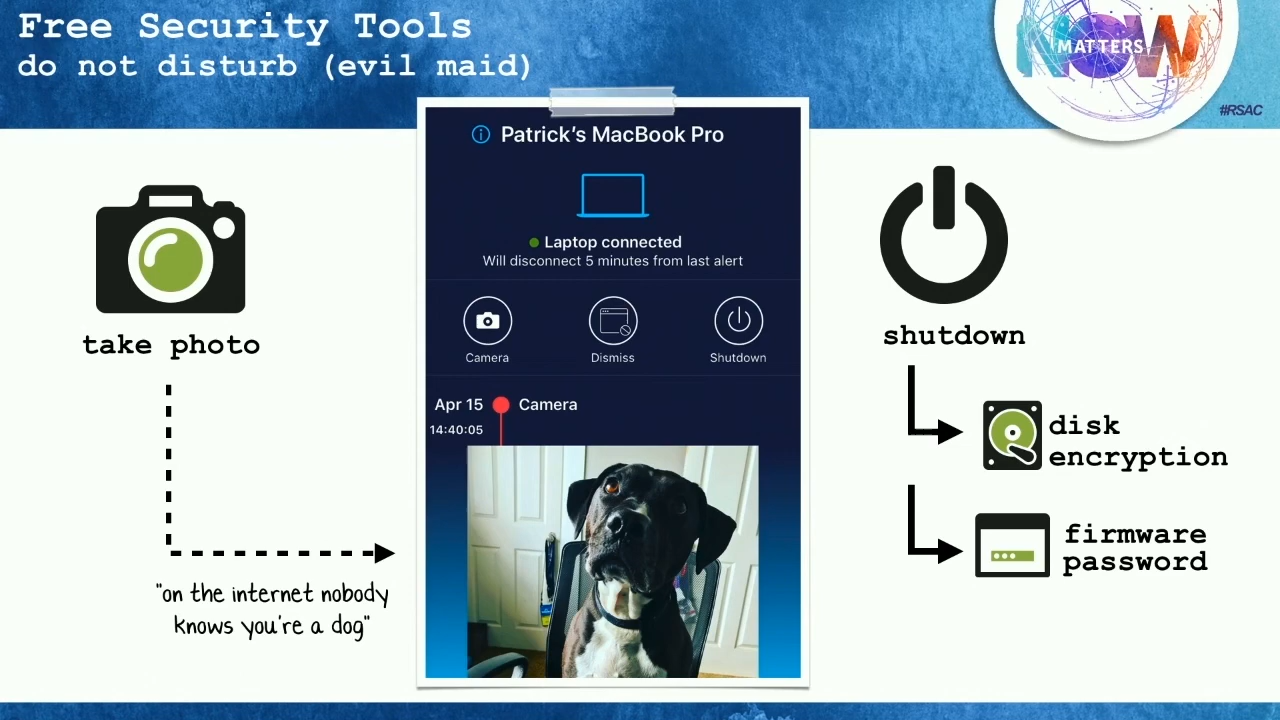 Free Security Tools
do not disturb (evil maid)
NOW
MATTERS
#RSAC
ⓘ Patrick's MacBook Pro
Laptop connected
Will disconnect 5 minutes from last alert
Camera Dismiss Shutdown
Apr 15 Camera
14:40:05
take photo
"on the internet nobody
knows you're a dog"
shutdown
disk
encryption
firmware
password